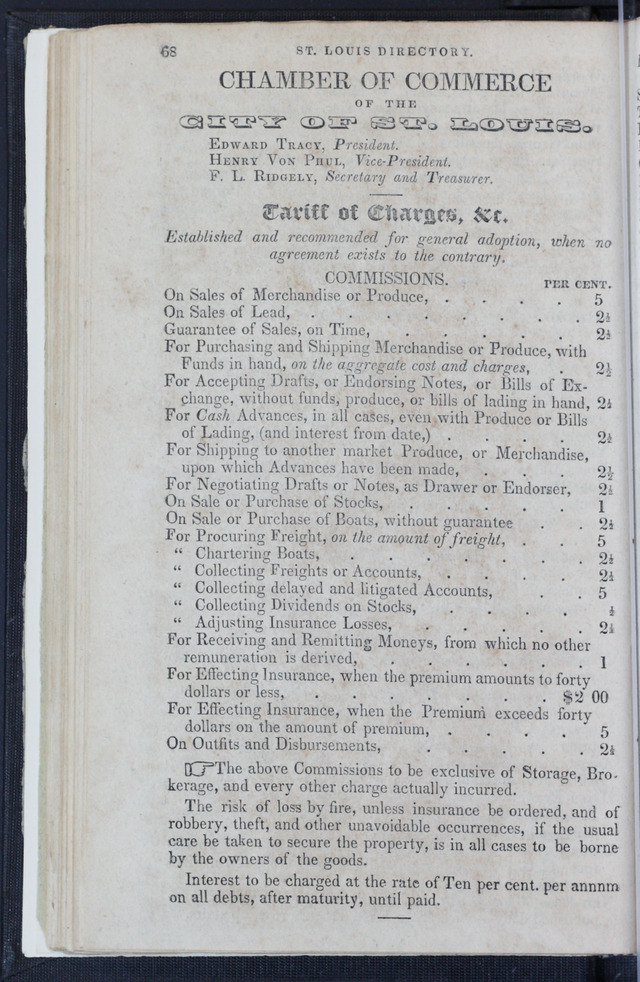 68 ST. LOUIS DIRECTORY.
CHAMBER OF COMMERCE
OF THE
CITY OF ST. LOUIS.
EDWARD TRACY, President.
HENRY VON PHUL, Vice-President.
F. L. RIDGELY, Secretary and Treasurer.
Tariff of Charges, &c.
Established and recommended for general adoption, when no
agreement exists to the contrary.
COMMISSIONS. PER CENT.
On Sales of Merchandise or Produce, . . . . 5
On Sales of Lead, . . . . . . . 2½
Guarantee of Sales, on Time, . . . . . 2½
For Purchasing and Shipping Merchandise or Produce, with
Funds in hand, on the aggregate cost and charges, . 2½
For Accepting Drafts, or Endorsing Notes, or Bills of Ex-
change, without funds, produce, or bills of lading in hand, 2½
For Cash Advances, in all cases, even with Produce or Bills
of Lading, (and interest from date,) . . . . 2½
For Shipping to another market Produce, or Merchandise,
upon which Advances have been made, . . . 2½
For Negotiating Drafts or Notes, as Drawer or Endorser, 2½
On Sale or Purchase of Stocks, . . . . . 1
On Sale or Purchase of Boats, without guarantee . . 2½
For Procuring Freight, on the amount of freight, . . 5
“ Chartering Boats, . . . . . . 2½
“ Collecting Freights or Accounts, . . . . 2½
“ Collecting delayed and litigated Accounts, . . 5
“ Collecting Dividends on Stocks, . . . . ½
“ Adjusting Insurance Losses, . . . . . 2½
For Receiving and Remitting Moneys, from which no other
remuneration is derived, . . . . . . 1
For Effecting Insurance, when the premium amounts to forty
dollars or less, . . . . . . . $2 00
For Effecting Insurance, when the Premium exceeds forty
dollars on the amount of premium, . . . . 5
On Outfits and Disbursements, . . . . . 2½
☞The above Commissions to be exclusive of Storage, Bro-
kerage, and every other charge actually incurred.
The risk of loss by fire, unless insurance be ordered, and of
robbery, theft, and other unavoidable occurrences, if the usual
care be taken to secure the property, is in all cases to be borne
by the owners of the goods.
Interest to be charged at the rate of Ten per cent. per annnm
on all debts, after maturity, until paid.